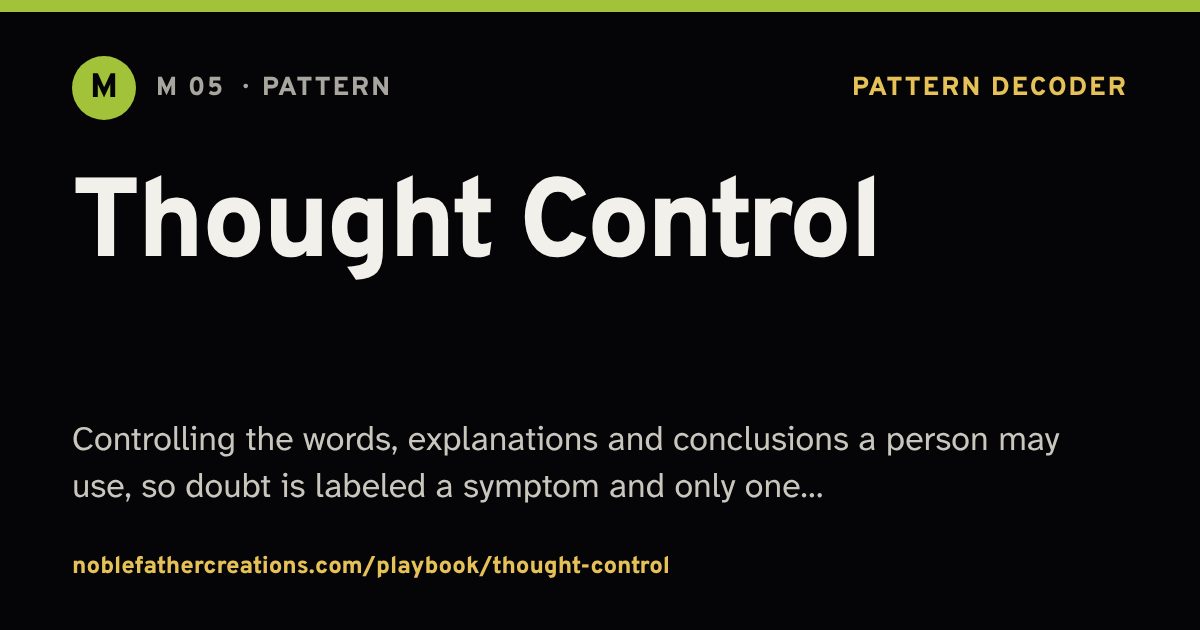 M
M 05 · PATTERN
PATTERN DECODER
Thought Control
Controlling the words, explanations and conclusions a person may
use, so doubt is labeled a symptom and only one...
noblefathercreations.com/playbook/thought-control